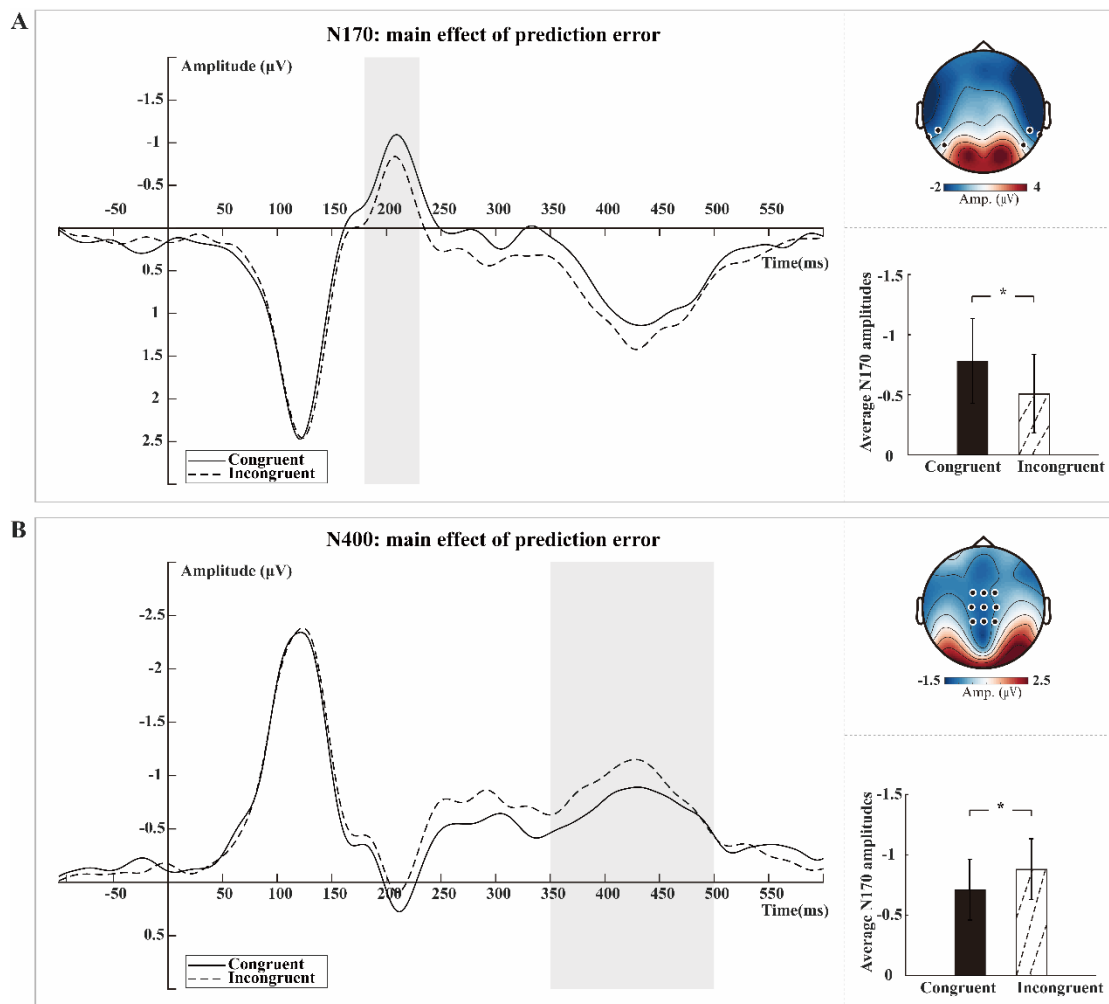 A
N170: main effect of prediction error
Amplitude (μV)
-1.5
-1
-0.5
-50 50 100 150 200 250 300 350 400 450 500 550
Time(ms)
0.5
1
1.5
2
2.5
Congruent
Incongruent
-2 4
Amp. (μV)
Average N170 amplitudes
-1.5
-1
-0.5
0
*
Congruent Incongruent
B
N400: main effect of prediction error
Amplitude (μV)
-2.5
-2
-1.5
-1
-0.5
-50 50 100 150 200 250 300 350 400 450 500 550
Time(ms)
0.5
Congruent
Incongruent
-1.5 2.5
Amp. (μV)
Average N170 amplitudes
-1.5
-1
-0.5
0
*
Congruent Incongruent